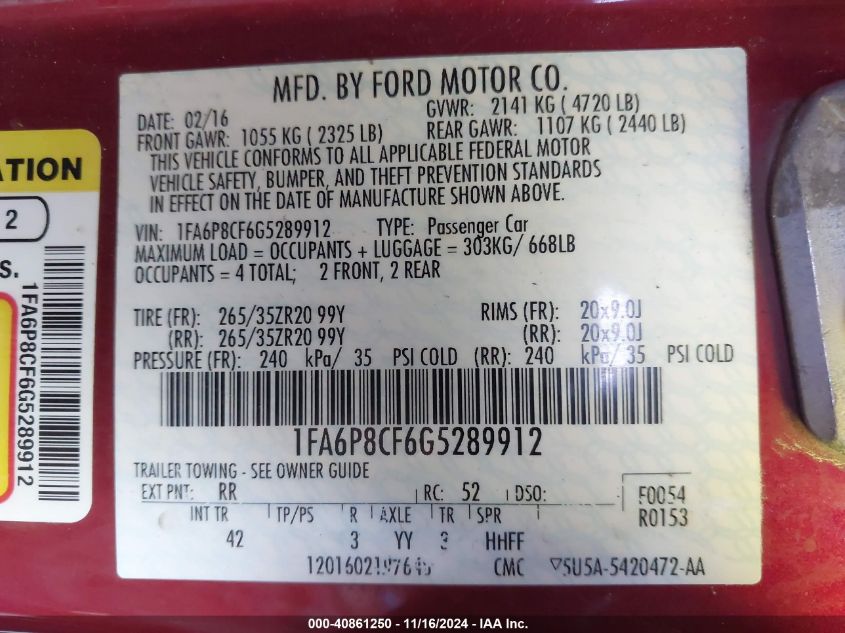 MFD. BY FORD MOTOR CO.
DATE: 02/16 GVWR: 2141 KG ( 4720 LB)
FRONT GAWR: 1055 KG ( 2325 LB) REAR GAWR: 1107 KG ( 2440 LB)
THIS VEHICLE CONFORMS TO ALL APPLICABLE FEDERAL MOTOR
VEHICLE SAFETY, BUMPER, AND THEFT PREVENTION STANDARDS
IN EFFECT ON THE DATE OF MANUFACTURE SHOWN ABOVE.
VIN: 1FA6P8CF6G5289912 TYPE: Passenger Car
MAXIMUM LOAD = OCCUPANTS + LUGGAGE = 303KG/ 668LB
OCCUPANTS = 4 TOTAL; 2 FRONT, 2 REAR
TIRE (FR): 265/35ZR20 99Y RIMS (FR): 20x9.0J
(RR): 265/35ZR20 99Y (RR): 20x9.0J
PRESSURE (FR): 240 kPa/ 35 PSI COLD (RR): 240 kPa/ 35 PSI COLD
1FA6P8CF6G5289912
TRAILER TOWING - SEE OWNER GUIDE
EXT PNT: RR RC: 52 DSO: F0054
INT TR TP/PS R AXLE TR SPR R0153
42 3 YY 3 HHFF
CMC 5U5A-5420472-AA
ATION
2
S.
1FA6P8CF6G5289912
000-40861250 - 11/16/2024 - IAA Inc.